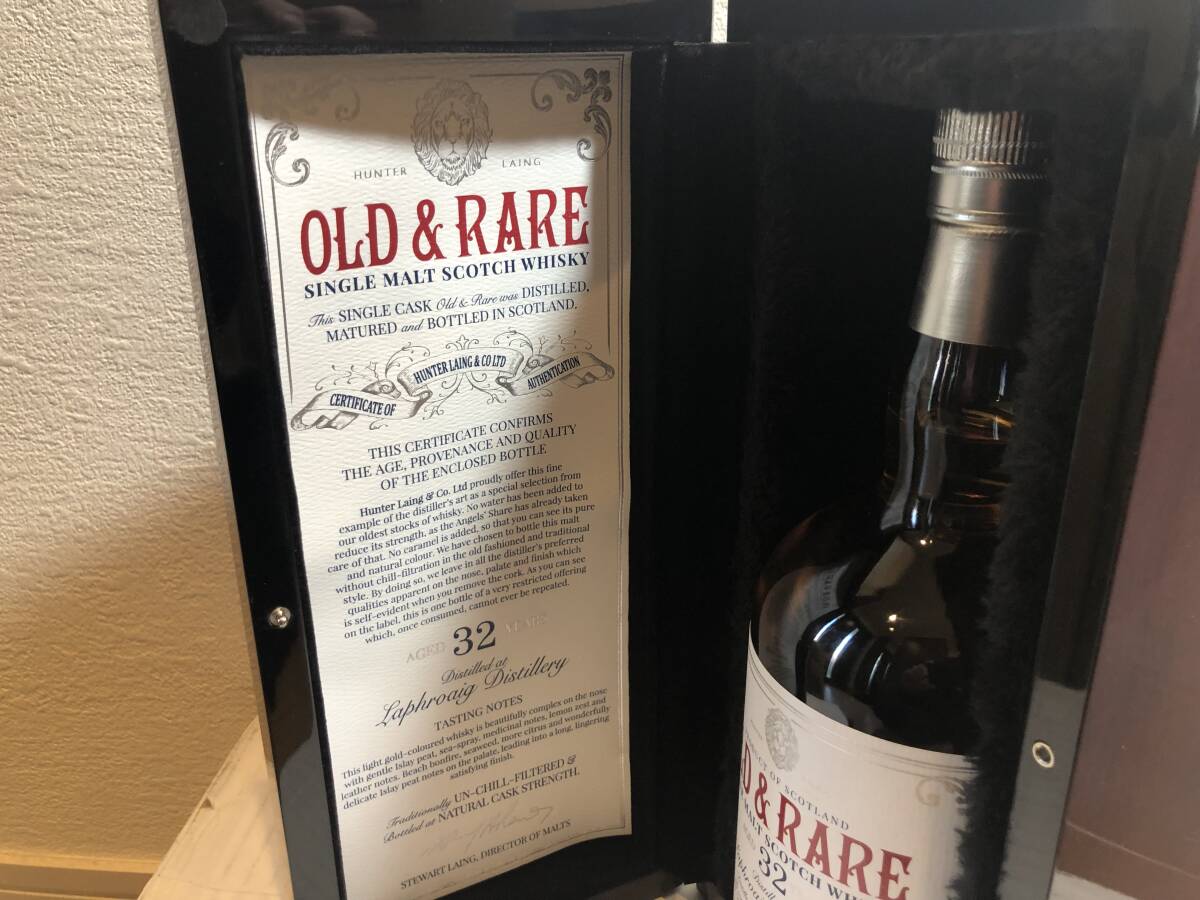 HUNTER LAING
OLD & RARE
SINGLE MALT SCOTCH WHISKY
This SINGLE CASK Old & Rare was DISTILLED,
MATURED and BOTTLED IN SCOTLAND.
CERTIFICATE OF
HUNTER LAING & CO LTD
AUTHENTICATION
THIS CERTIFICATE CONFIRMS
THE AGE, PROVENANCE AND QUALITY
OF THE ENCLOSED BOTTLE
Hunter Laing & Co. Ltd proudly offer this fine
example of the distiller's art as a special selection from
our oldest stocks of whisky. No water has been added to
reduce its strength, as the Angels' Share has already taken
care of that. No caramel is added, so that you can see its pure
and natural colour. We have chosen to bottle this malt
without chill-filtration in the old fashioned and traditional
style. By doing so, we leave in all the distiller's preferred
qualities apparent on the nose, palate and finish which
is self-evident when you remove the cork. As you can see
on the label, this is one bottle of a very restricted offering
which, once consumed, cannot ever be repeated.
AGED 32 YEARS
Distilled at
Laphroaig Distillery
TASTING NOTES
This light gold-coloured whisky is beautifully complex on the nose
with gentle Islay peat, sea-spray, medicinal notes, lemon zest and
leather notes. Beach bonfire, seaweed, more citrus and wonderfully
delicate Islay peat notes on the palate, leading into a long, lingering
satisfying finish.
Traditionally UN-CHILL-FILTERED &
Bottled at NATURAL CASK STRENGTH.
STEWART LAING, DIRECTOR OF MALTS
CT OF SCOTLAND
D & RARE
MALT SCOTCH WH
AGED 32
Distill